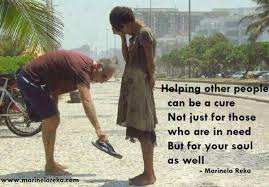 Helping other people
can be a cure
Not just for those
who are in need
But for your soul
as well
- Marinela Reka
www.marinelareka.com